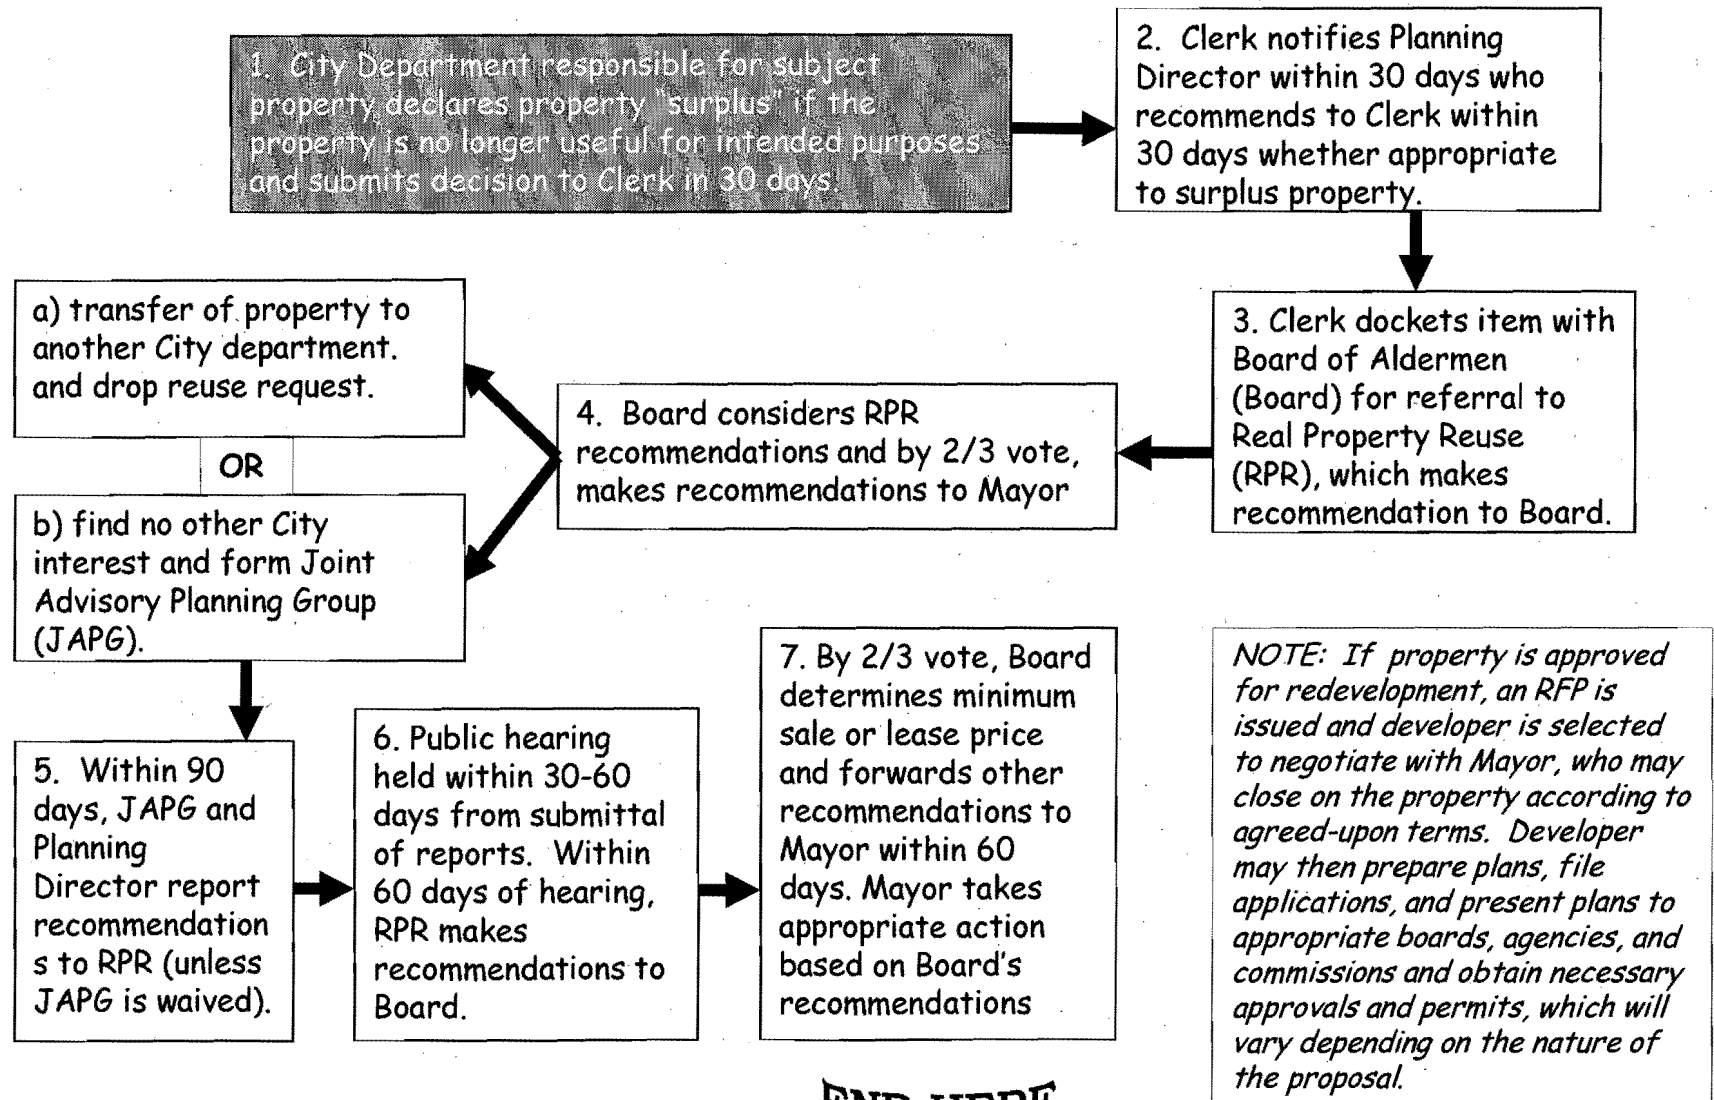 1. City Department responsible for subject
property declares property "surplus" if the
property is no longer useful for intended purposes
and submits decision to Clerk in 30 days.
2. Clerk notifies Planning
Director within 30 days who
recommends to Clerk within
30 days whether appropriate
to surplus property.
3. Clerk dockets item with
Board of Aldermen
(Board) for referral to
Real Property Reuse
(RPR), which makes
recommendation to Board.
4. Board considers RPR
recommendations and by 2/3 vote,
makes recommendations to Mayor
a) transfer of property to
another City department.
and drop reuse request.
OR
b) find no other City
interest and form Joint
Advisory Planning Group
(JAPG).
5. Within 90
days, JAPG and
Planning
Director report
recommendation
s to RPR (unless
JAPG is waived).
6. Public hearing
held within 30-60
days from submittal
of reports. Within
60 days of hearing,
RPR makes
recommendations to
Board.
7. By 2/3 vote, Board
determines minimum
sale or lease price
and forwards other
recommendations to
Mayor within 60
days. Mayor takes
appropriate action
based on Board's
recommendations
NOTE: If property is approved
for redevelopment, an RFP is
issued and developer is selected
to negotiate with Mayor, who may
close on the property according to
agreed-upon terms. Developer
may then prepare plans, file
applications, and present plans to
appropriate boards, agencies, and
commissions and obtain necessary
approvals and permits, which will
vary depending on the nature of
the proposal.
END HERE